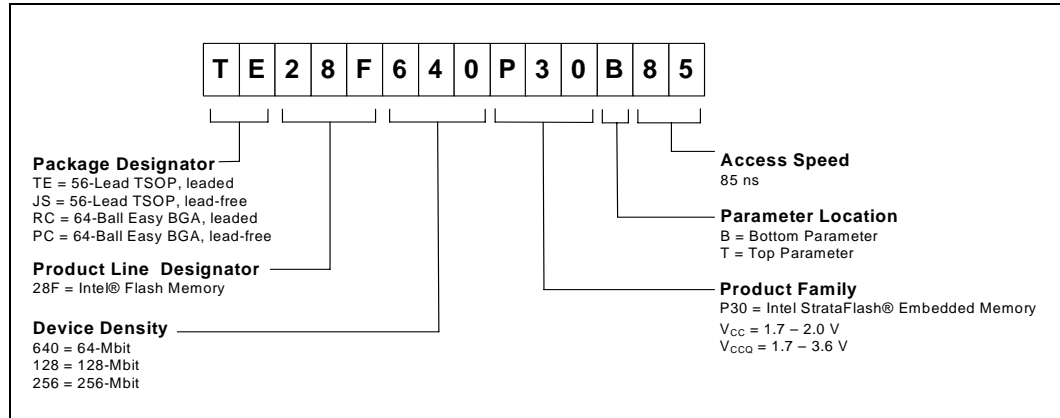 T E 2 8 F 6 4 0 P 3 0 B 8 5
Package Designator
TE = 56-Lead TSOP, leaded
JS = 56-Lead TSOP, lead-free
RC = 64-Ball Easy BGA, leaded
PC = 64-Ball Easy BGA, lead-free
Product Line Designator
28F = Intel® Flash Memory
Device Density
640 = 64-Mbit
128 = 128-Mbit
256 = 256-Mbit
Access Speed
85 ns
Parameter Location
B = Bottom Parameter
T = Top Parameter
Product Family
P30 = Intel StrataFlash® Embedded Memory
VCC = 1.7 – 2.0 V
VCCQ = 1.7 – 3.6 V